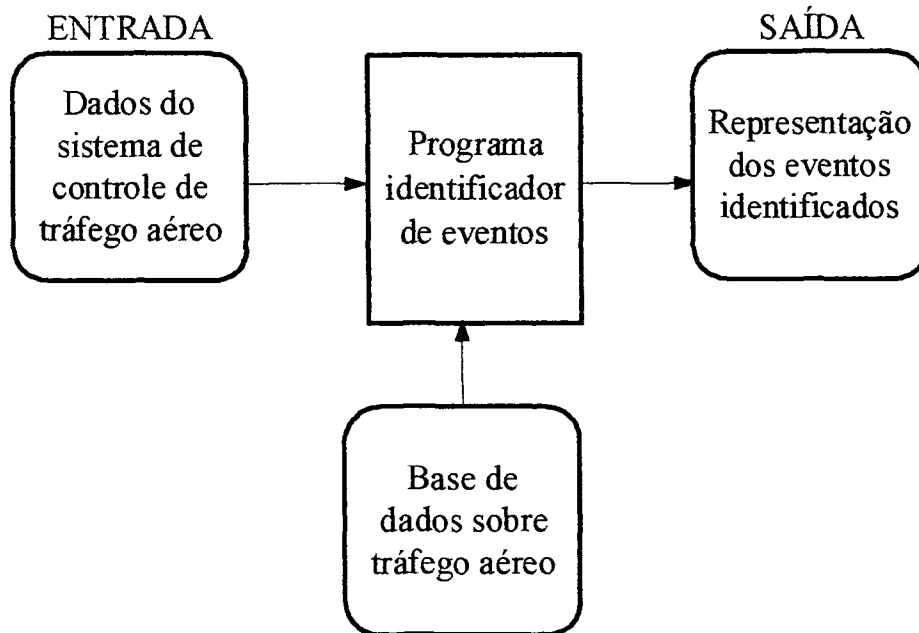 ENTRADA
Dados do
sistema de
controle de
tráfego aéreo
Programa
identificador
de eventos
SAÍDA
Representação
dos eventos
identificados
Base de
dados sobre
tráfego aéreo